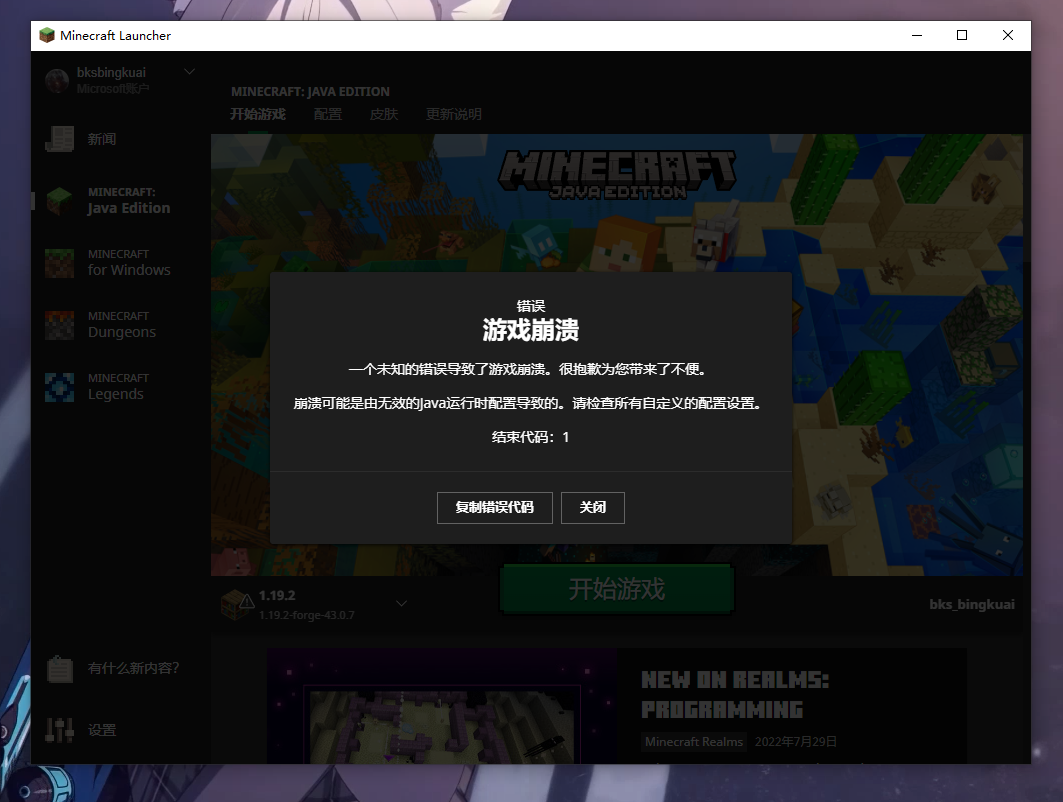 Minecraft Launcher
bksbingkuai
Microsoft账户
MINECRAFT: JAVA EDITION
开始游戏 配置 皮肤 更新说明
新闻
MINECRAFT:
Java Edition
MINECRAFT
for Windows
MINECRAFT
Dungeons
MINECRAFT
Legends
MINECRAFT
JAVA EDITION
错误
游戏崩溃
一个未知的错误导致了游戏崩溃。很抱歉为您带来了不便。
崩溃可能是由无效的Java运行时配置导致的。请检查所有自定义的配置设置。
结束代码：1
复制错误代码 关闭
1.19.2
1.19.2-forge-43.0.7
开始游戏
bks_bingkuai
有什么新内容？
设置
NEW ON REALMS:
PROGRAMMING
Minecraft Realms 2022年7月29日